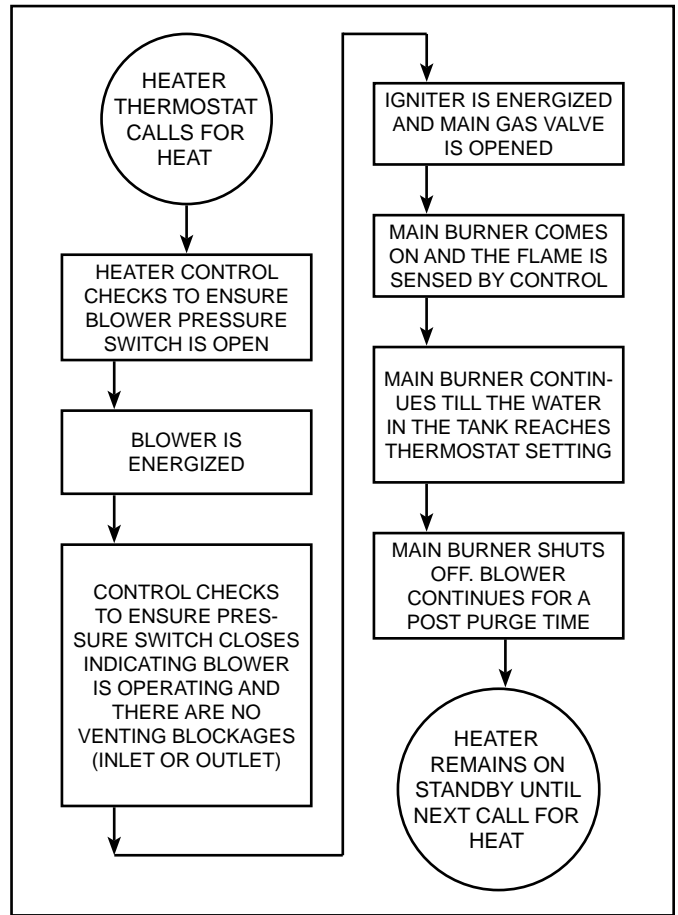 HEATER
THERMOSTAT
CALLS FOR
HEAT
HEATER CONTROL
CHECKS TO ENSURE
BLOWER PRESSURE
SWITCH IS OPEN
BLOWER IS
ENERGIZED
CONTROL CHECKS
TO ENSURE PRES-
SURE SWITCH CLOSES
INDICATING BLOWER
IS OPERATING AND
THERE ARE NO
VENTING BLOCKAGES
(INLET OR OUTLET)
IGNITER IS ENERGIZED
AND MAIN GAS VALVE
IS OPENED
MAIN BURNER COMES
ON AND THE FLAME IS
SENSED BY CONTROL
MAIN BURNER CONTIN-
UES TILL THE WATER
IN THE TANK REACHES
THERMOSTAT SETTING
MAIN BURNER SHUTS
OFF. BLOWER
CONTINUES FOR A
POST PURGE TIME
HEATER
REMAINS ON
STANDBY UNTIL
NEXT CALL FOR
HEAT